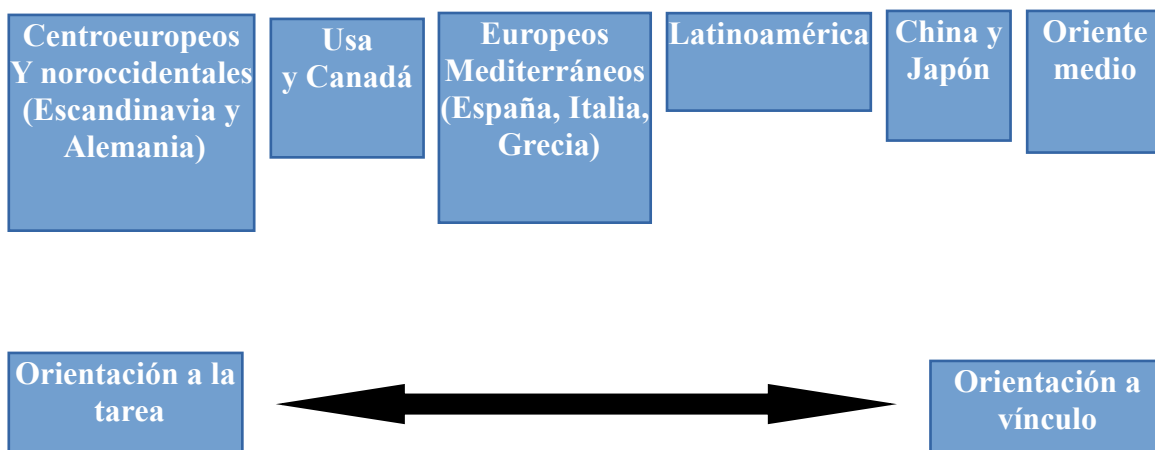 Centroeuropeos
Y noroccidentales
(Escandinavia y
Alemania)
Usa
y Canadá
Europeos
Mediterráneos
(España, Italia,
Grecia)
Latinoamérica
China y
Japón
Oriente
medio
Orientación a la
tarea
Orientación a
vínculo